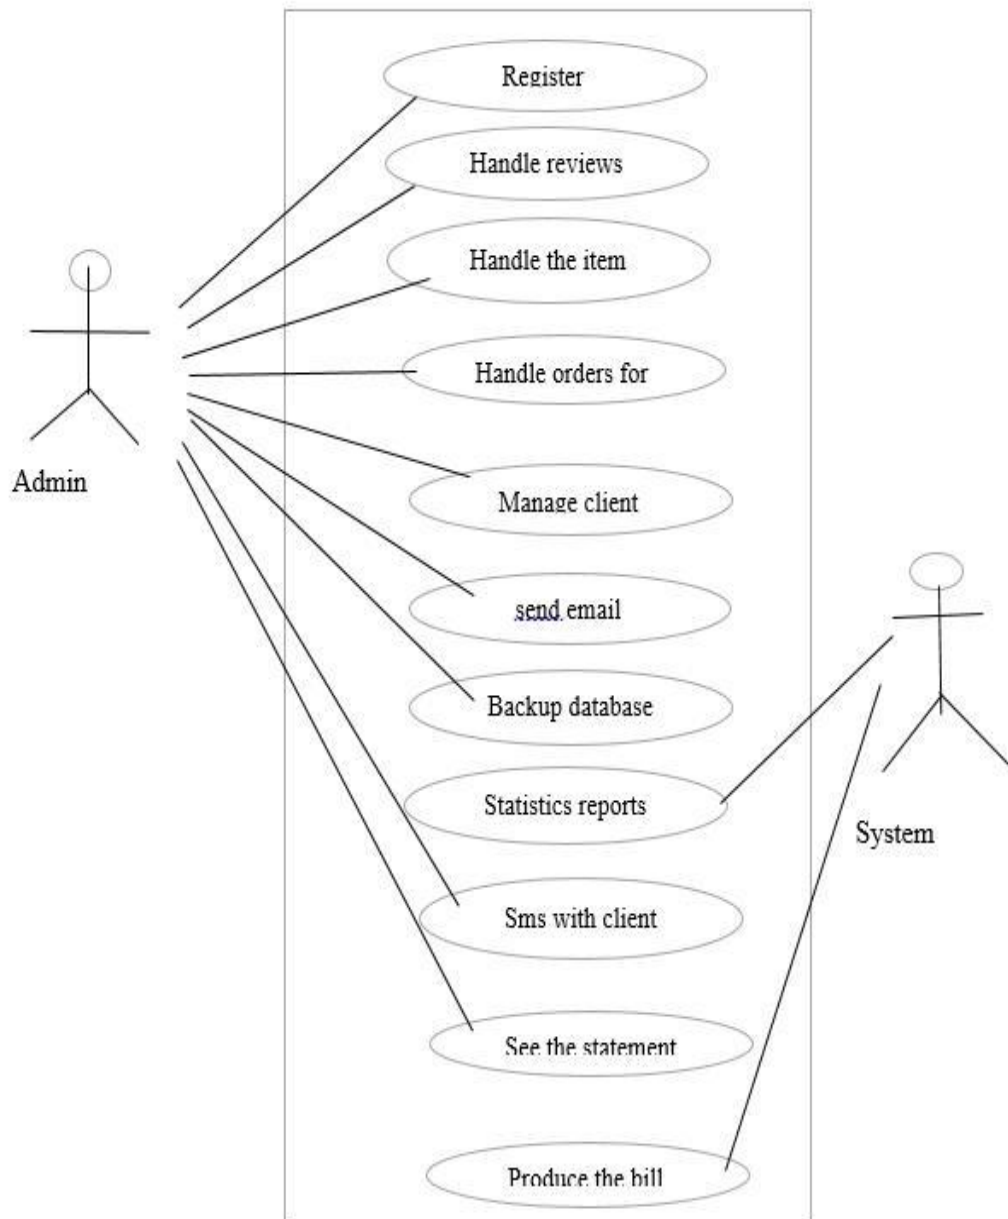 Register
Handle reviews
Handle the item
Handle orders for
Admin
Manage client
send email
Backup database
Statistics reports
System
Sms with client
See the statement
Produce the bill